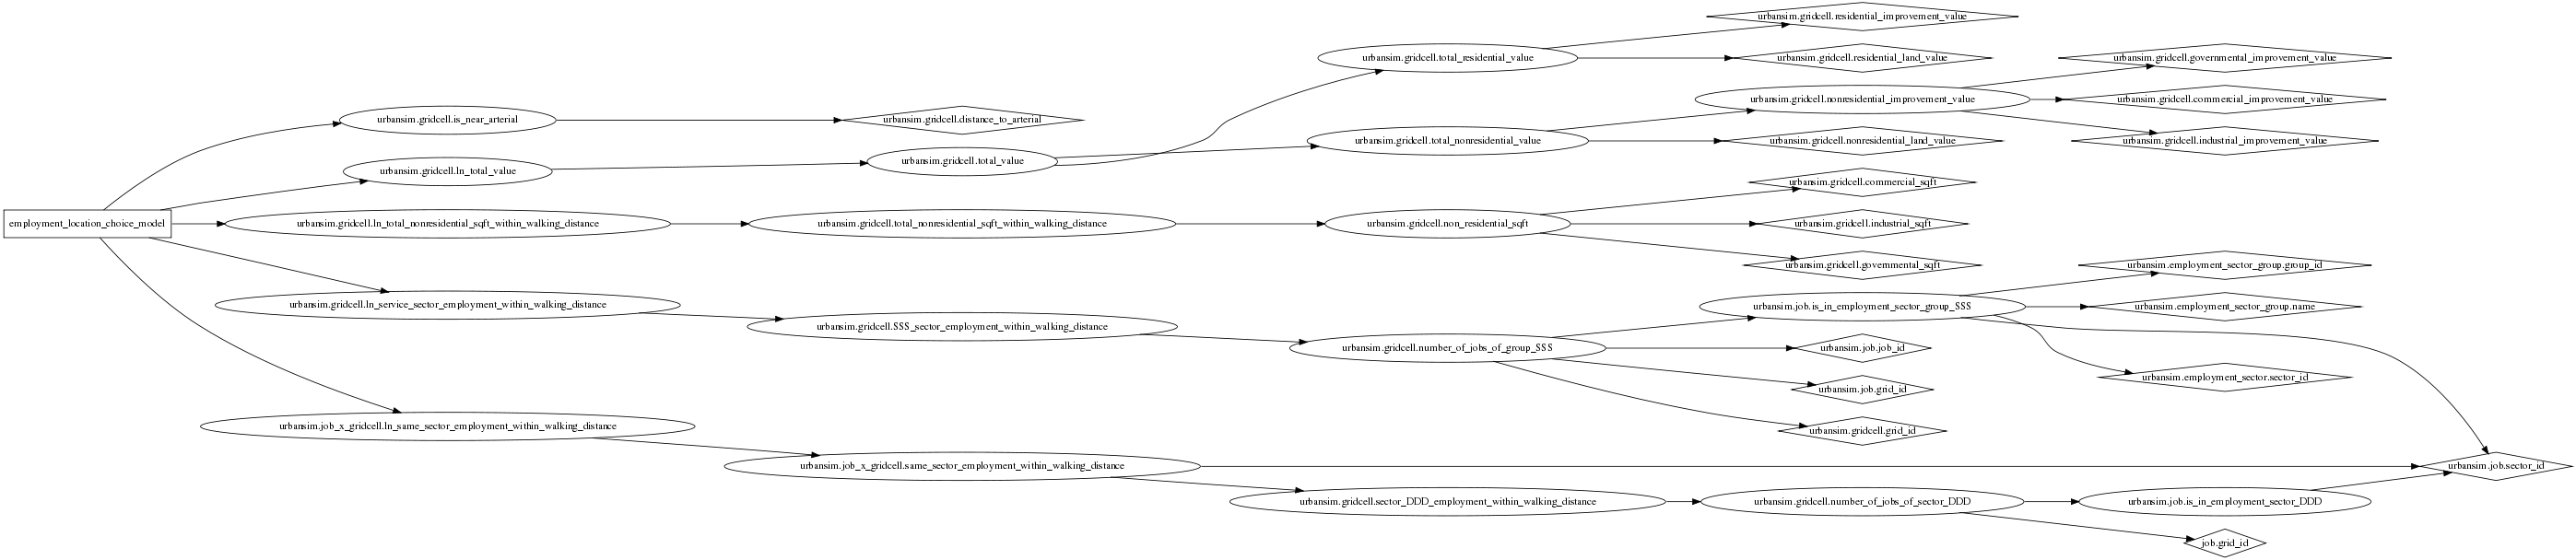 urbansim.gridcell.residential_improvement_value
urbansim.gridcell.total_residential_value
urbansim.gridcell.residential_land_value
urbansim.gridcell.governmental_improvement_value
urbansim.gridcell.nonresidential_improvement_value
urbansim.gridcell.commercial_improvement_value
urbansim.gridcell.is_near_arterial
urbansim.gridcell.distance_to_arterial
urbansim.gridcell.total_nonresidential_value
urbansim.gridcell.nonresidential_land_value
urbansim.gridcell.industrial_improvement_value
urbansim.gridcell.ln_total_value
urbansim.gridcell.total_value
urbansim.gridcell.commercial_sqft
employment_location_choice_model
urbansim.gridcell.ln_total_nonresidential_sqft_within_walking_distance
urbansim.gridcell.total_nonresidential_sqft_within_walking_distance
urbansim.gridcell.non_residential_sqft
urbansim.gridcell.industrial_sqft
urbansim.gridcell.governmental_sqft
urbansim.employment_sector_group.group_id
urbansim.gridcell.ln_service_sector_employment_within_walking_distance
urbansim.job.is_in_employment_sector_group_SSS
urbansim.employment_sector_group.name
urbansim.gridcell.SSS_sector_employment_within_walking_distance
urbansim.gridcell.number_of_jobs_of_group_SSS
urbansim.job.job_id
urbansim.employment_sector.sector_id
urbansim.job.grid_id
urbansim.job_x_gridcell.ln_same_sector_employment_within_walking_distance
urbansim.gridcell.grid_id
urbansim.job_x_gridcell.same_sector_employment_within_walking_distance
urbansim.job.sector_id
urbansim.gridcell.sector_DDD_employment_within_walking_distance
urbansim.gridcell.number_of_jobs_of_sector_DDD
urbansim.job.is_in_employment_sector_DDD
job.grid_id